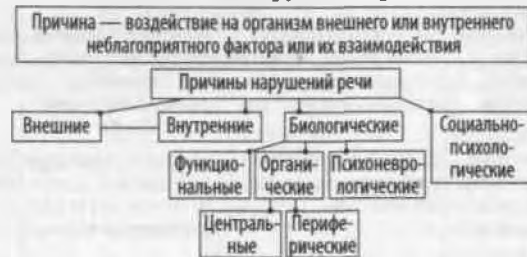 Причина — воздействие на организм внешнего или внутреннего
неблагоприятного фактора или их взаимодействия
Причины нарушений речи
Внешние
Внутренние
Биологические
Социально-
психоло-
гические
Функцио-
нальные
Органи-
ческие
Психоневро-
логические
Централь-
ные
Перифе-
рические